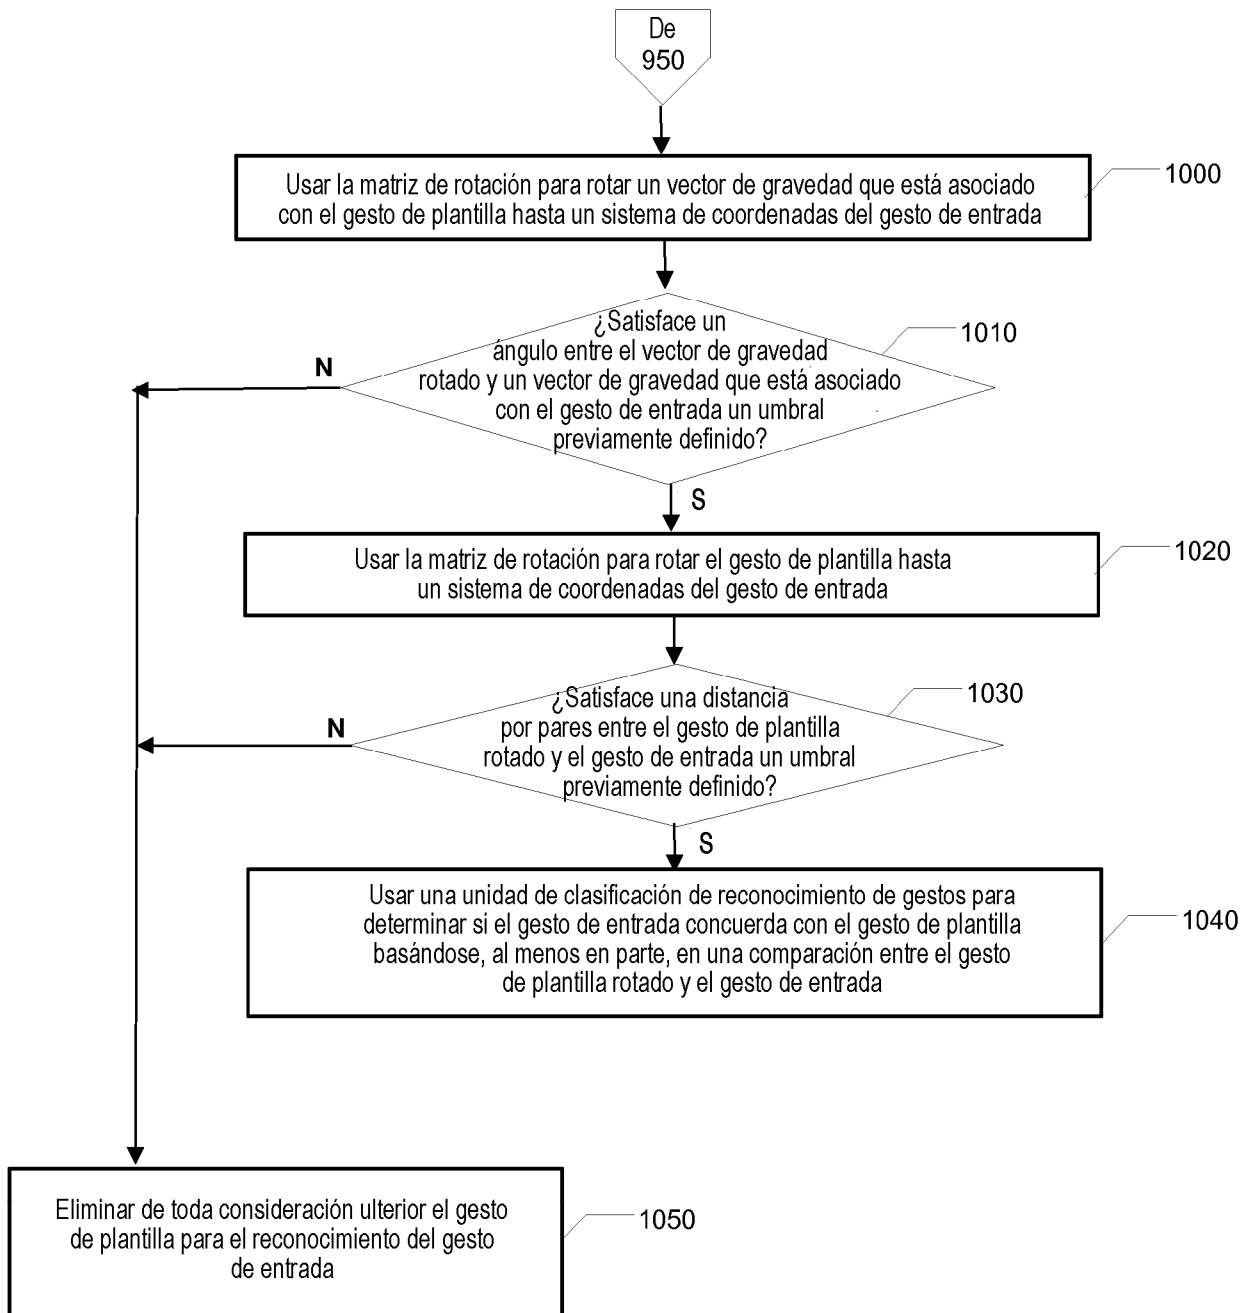 De
950
Usar la matriz de rotación para rotar un vector de gravedad que está asociado
con el gesto de plantilla hasta un sistema de coordenadas del gesto de entrada
1000
¿Satisface un
ángulo entre el vector de gravedad
rotado y un vector de gravedad que está asociado
con el gesto de entrada un umbral
previamente definido?
1010
N
S
Usar la matriz de rotación para rotar el gesto de plantilla hasta
un sistema de coordenadas del gesto de entrada
1020
¿Satisface una distancia
por pares entre el gesto de plantilla
rotado y el gesto de entrada un umbral
previamente definido?
1030
N
S
Usar una unidad de clasificación de reconocimiento de gestos para
determinar si el gesto de entrada concuerda con el gesto de plantilla
basándose, al menos en parte, en una comparación entre el gesto
de plantilla rotado y el gesto de entrada
1040
Eliminar de toda consideración ulterior el gesto
de plantilla para el reconocimiento del gesto
de entrada
1050